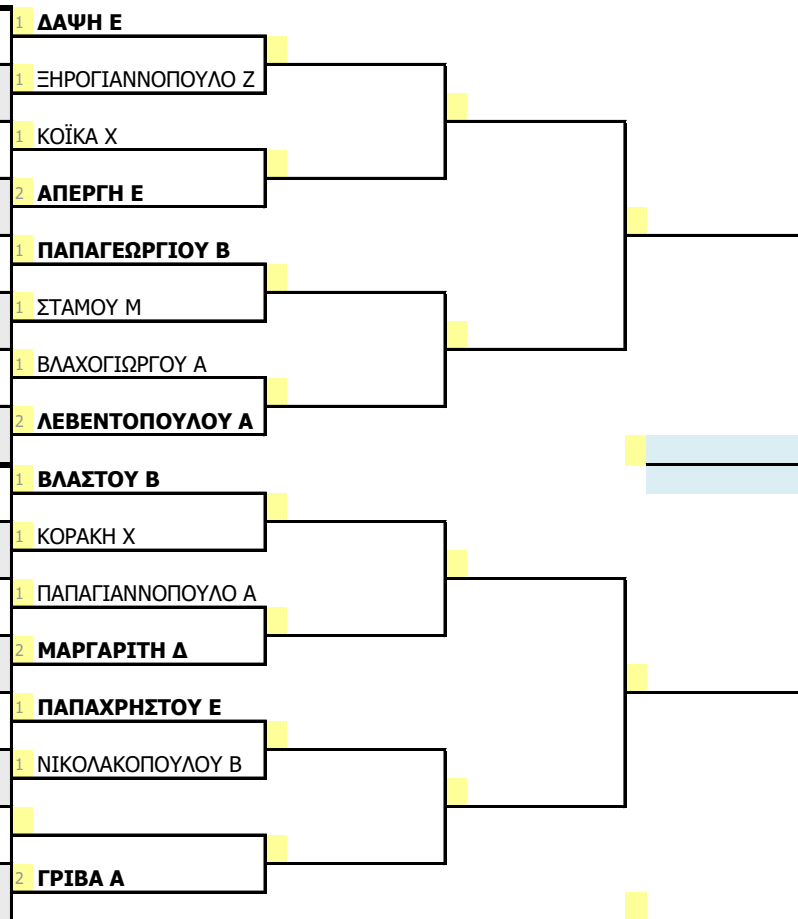 1 ΔΑΨΗ Ε
1 ΞΗΡΟΓΙΑΝΝΟΠΟΥΛΟ Ζ
1 ΚΟΪΚΑ Χ
2 ΑΠΕΡΓΗ Ε
1 ΠΑΠΑΓΕΩΡΓΙΟΥ Β
1 ΣΤΑΜΟΥ Μ
1 ΒΛΑΧΟΓΙΩΡΓΟΥ Α
2 ΛΕΒΕΝΤΟΠΟΥΛΟΥ Α
1 ΒΛΑΣΤΟΥ Β
1 ΚΟΡΑΚΗ Χ
1 ΠΑΠΑΓΙΑΝΝΟΠΟΥΛΟ Α
2 ΜΑΡΓΑΡΙΤΗ Δ
1 ΠΑΠΑΧΡΗΣΤΟΥ Ε
1 ΝΙΚΟΛΑΚΟΠΟΥΛΟΥ Β
2 ΓΡΙΒΑ Α